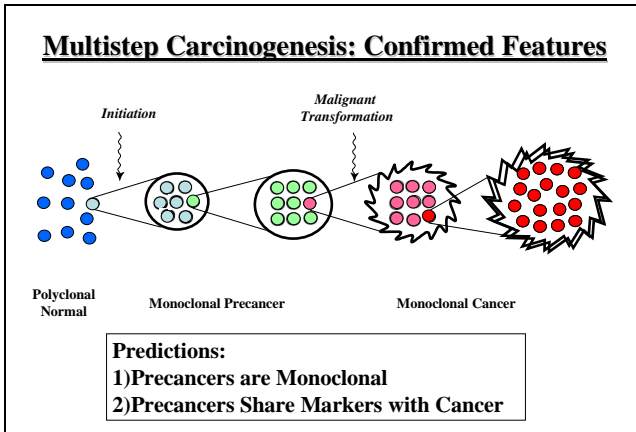 Multistep Carcinogenesis: Confirmed Features
Initiation
Malignant
Transformation
Polyclonal
Normal
Monoclonal Precancer
Monoclonal Cancer
Predictions:
1)Precancers are Monoclonal
2)Precancers Share Markers with Cancer